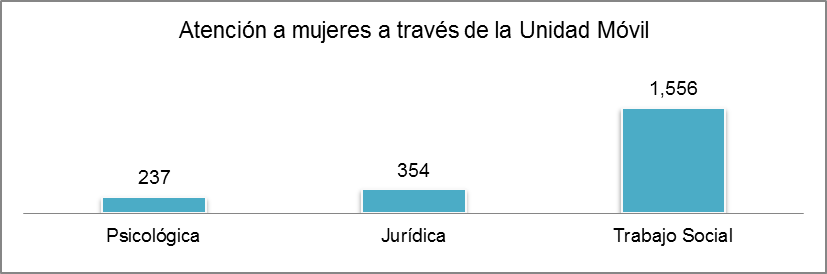 Atención a mujeres a través de la Unidad Móvil
1,556
354
237
Psicológica Jurídica Trabajo Social